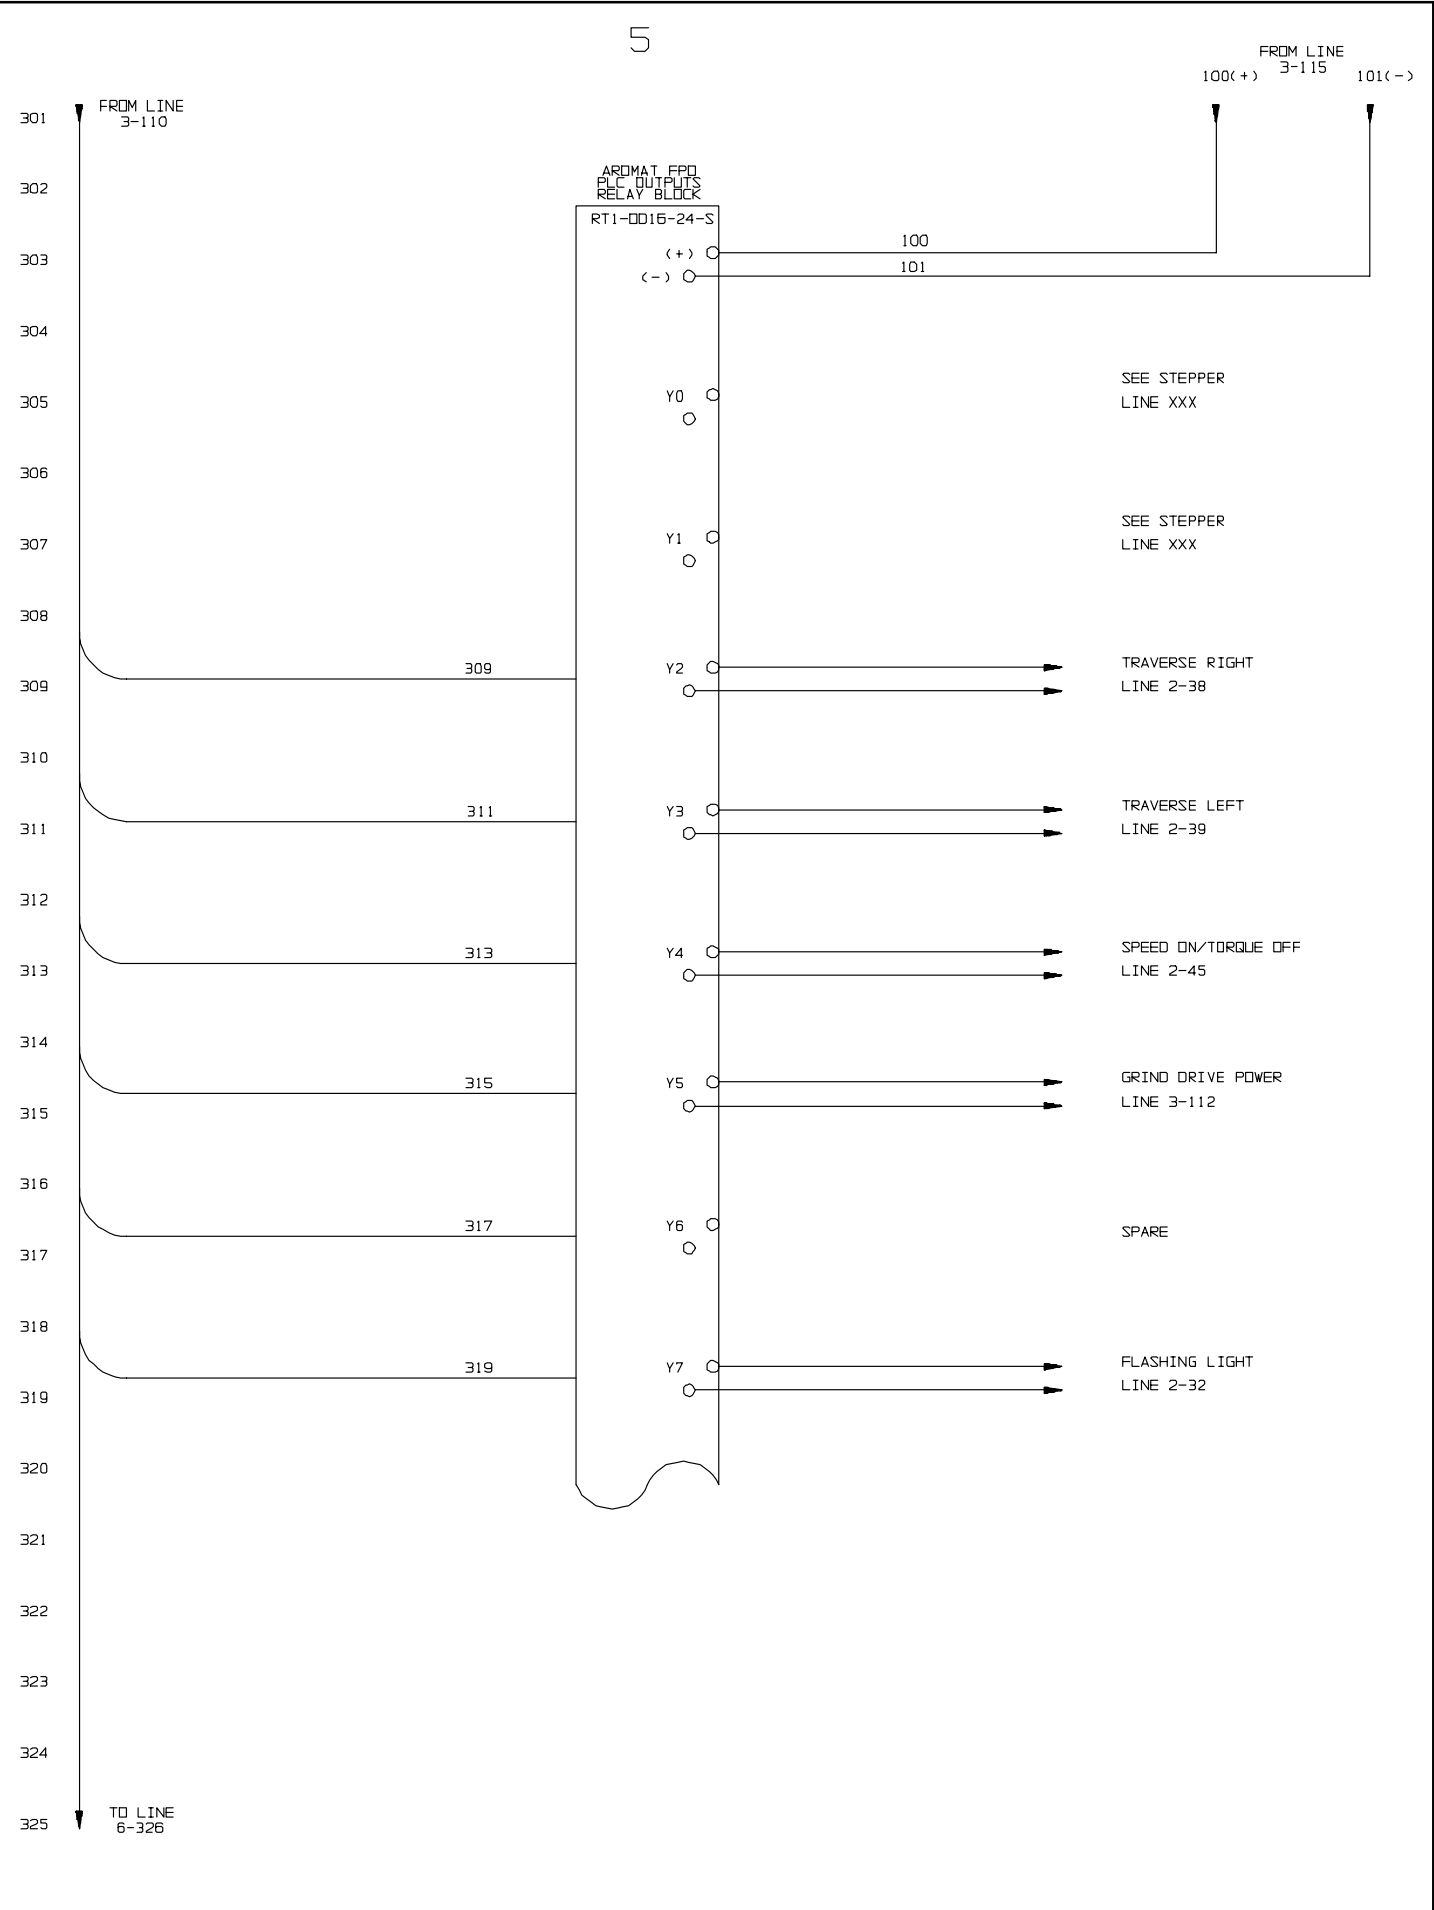 5
FROM LINE
3-115
100(+)
101(-)
301
FROM LINE
3-110
302
AROMAT FP0
PLC OUTPUTS
RELAY BLOCK
RT1-OD16-24-S
303
(+)
100
(-)
101
304
SEE STEPPER
305
Y0
LINE XXX
306
SEE STEPPER
307
Y1
LINE XXX
308
309
Y2
TRAVERSE RIGHT
309
LINE 2-38
310
311
Y3
TRAVERSE LEFT
311
LINE 2-39
312
313
Y4
SPEED ON/TORQUE OFF
313
LINE 2-45
314
315
Y5
GRIND DRIVE POWER
315
LINE 3-112
316
317
Y6
SPARE
317
318
319
Y7
FLASHING LIGHT
319
LINE 2-32
320
321
322
323
324
325
TO LINE
6-326